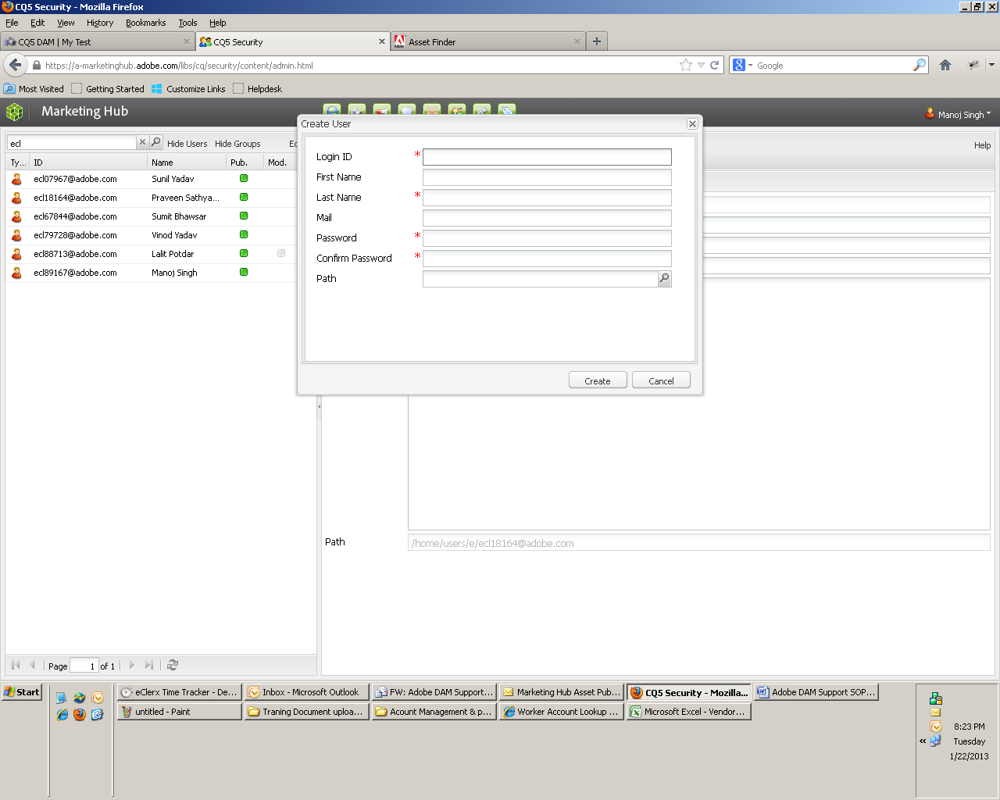 CQ5 Security - Mozilla Firefox
File Edit View History Bookmarks Tools Help
CQ5 DAM | My Test
CQ5 Security
Asset Finder
https://a-marketinghub.adobe.com/libs/cq/security/content/admin.html
Google
Most Visited Getting Started Customize Links Helpdesk
Marketing Hub
Manoj Singh
Create User
ecl
Hide Users Hide Groups
Help
Ty... ID Name Pub. Mod.
ecl07967@adobe.com Sunil Yadav
ecl18164@adobe.com Praveen Sathya...
ecl67844@adobe.com Sumit Bhawsar
ecl79728@adobe.com Vinod Yadav
ecl88713@adobe.com Lalit Potdar
ecl89167@adobe.com Manoj Singh
Login ID *
First Name
Last Name *
Mail
Password *
Confirm Password *
Path
Create Cancel
Path /home/users/e/ecl18164@adobe.com
Page 1 of 1
Start
eClerx Time Tracker - De...
Inbox - Microsoft Outlook
FW: Adobe DAM Support...
Marketing Hub Asset Pub...
CQ5 Security - Mozilla...
Adobe DAM Support SOP...
untitled - Paint
Traning Document uploa...
Acount Management & p...
Worker Account Lookup ...
Microsoft Excel - Vendor...
8:23 PM
Tuesday
1/22/2013